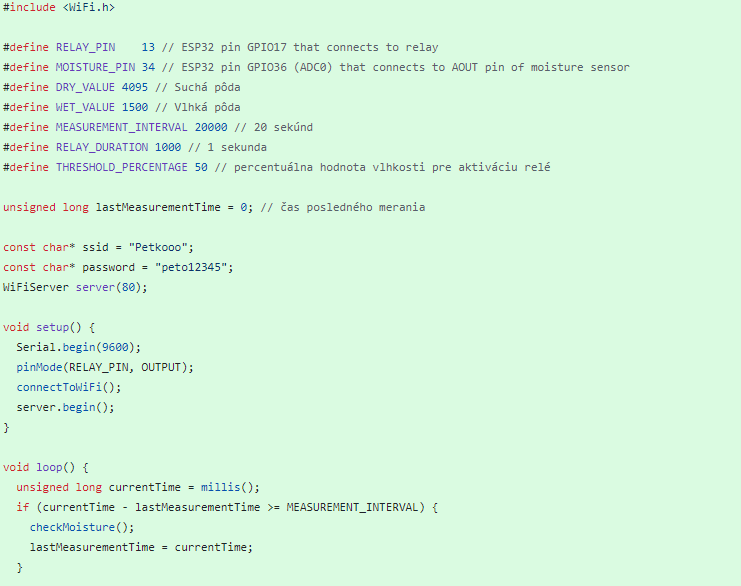 #include <WiFi.h>
#define RELAY_PIN    13 // ESP32 pin GPIO17 that connects to relay
#define MOISTURE_PIN 34 // ESP32 pin GPIO36 (ADC0) that connects to AOUT pin of moisture sensor
#define DRY_VALUE 4095 // Suchá pôda
#define WET_VALUE 1500 // Vlhká pôda
#define MEASUREMENT_INTERVAL 20000 // 20 sekúnd
#define RELAY_DURATION 1000 // 1 sekunda
#define THRESHOLD_PERCENTAGE 50 // percentuálna hodnota vlhkosti pre aktiváciu relé
unsigned long lastMeasurementTime = 0; // čas posledného merania
const char* ssid = "Petkooo";
const char* password = "peto12345";
WiFiServer server(80);
void setup() {
  Serial.begin(9600);
  pinMode(RELAY_PIN, OUTPUT);
  connectToWiFi();
  server.begin();
}
void loop() {
  unsigned long currentTime = millis();
  if (currentTime - lastMeasurementTime >= MEASUREMENT_INTERVAL) {
    checkMoisture();
    lastMeasurementTime = currentTime;
  }